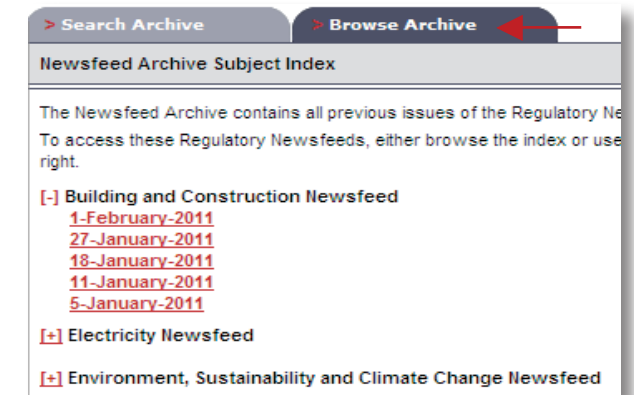 > Search Archive > Browse Archive
Newsfeed Archive Subject Index
The Newsfeed Archive contains all previous issues of the Regulatory
To access these Regulatory Newsfeeds, either browse the index or use
right.
[-] Building and Construction Newsfeed
1-February-2011
27-January-2011
18-January-2011
11-January-2011
5-January-2011
[+] Electricity Newsfeed
[+] Environment, Sustainability and Climate Change Newsfeed